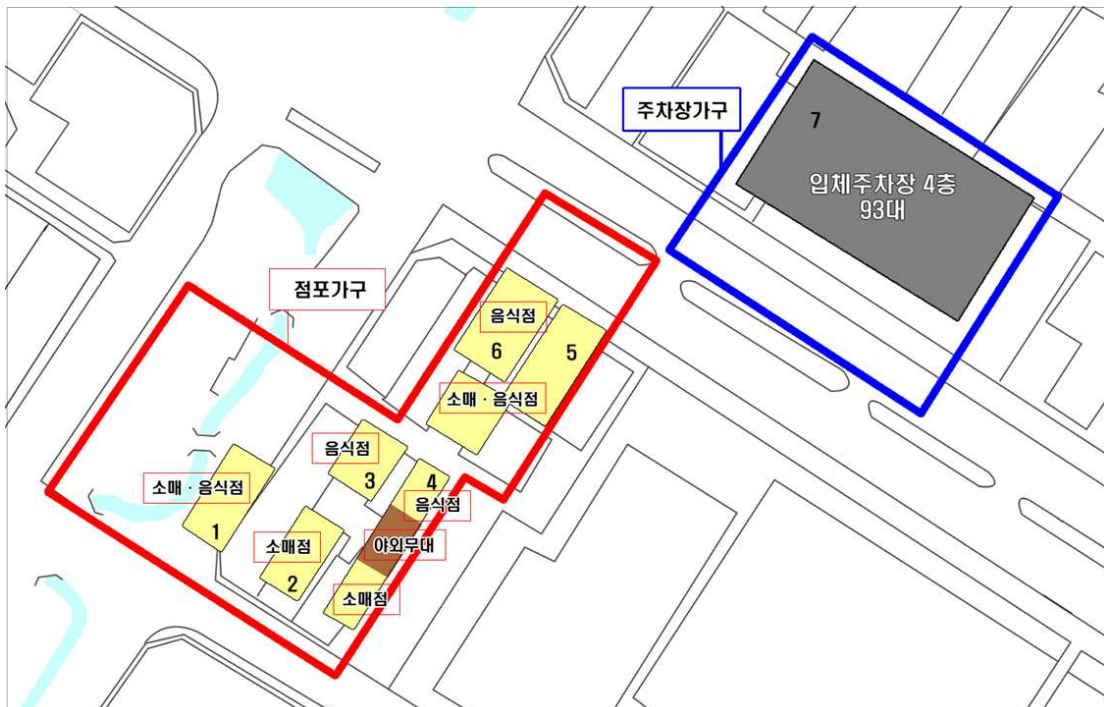 주차장가구
7
입체주차장 4층
93대
점포가구
음식점
6
5
소매 · 음식점
음식점
3
4
음식점
소매 · 음식점
1
소매점
2
야외무대
소매점